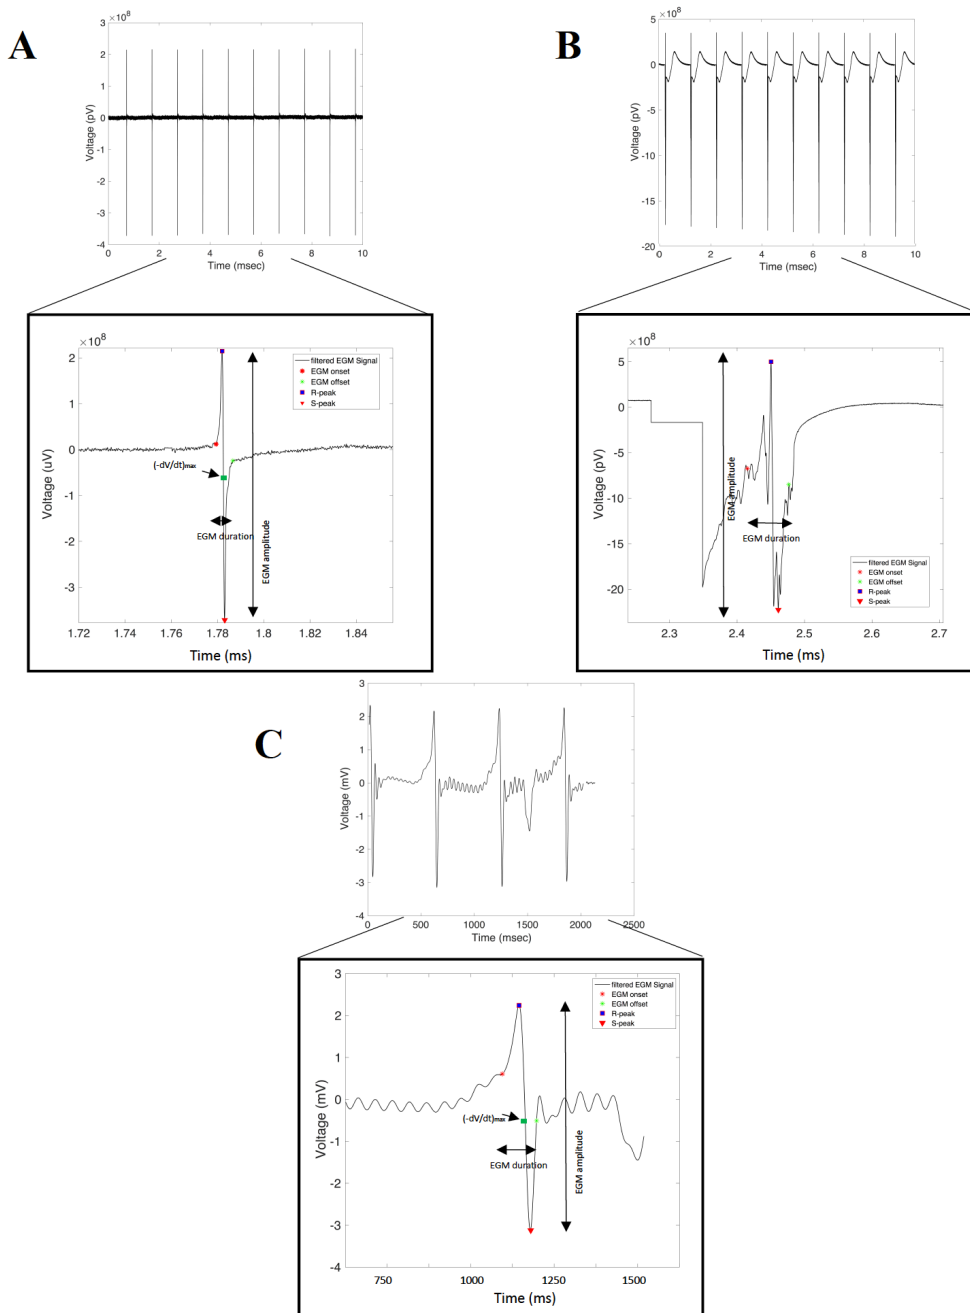 A
×10⁸
3
2
1
0
-1
-2
-3
-4
Voltage (pV)
0 2 4 6 8 10
Time (msec)
×10⁸
2
1
0
-1
-2
-3
Voltage (uV)
filtered EGM Signal
EGM onset
EGM offset
R-peak
S-peak
(-dV/dt)max
EGM duration
EGM amplitude
1.72 1.74 1.76 1.78 1.8 1.82 1.84
Time (ms)
B
×10⁸
5
0
-5
-10
-15
-20
Voltage (pV)
0 2 4 6 8 10
Time (msec)
×10⁸
5
0
-5
-10
-15
-20
Voltage (pV)
EGM amplitude
EGM duration
filtered EGM Signal
EGM onset
EGM offset
R-peak
S-peak
2.3 2.4 2.5 2.6 2.7
Time (ms)
C
3
2
1
0
-1
-2
-3
-4
Voltage (mV)
0 500 1000 1500 2000 2500
Time (msec)
3
2
1
0
-1
-2
-3
-4
Voltage (mV)
filtered EGM Signal
EGM onset
EGM offset
R-peak
S-peak
(-dV/dt)max
EGM duration
EGM amplitude
750 1000 1250 1500
Time (ms)